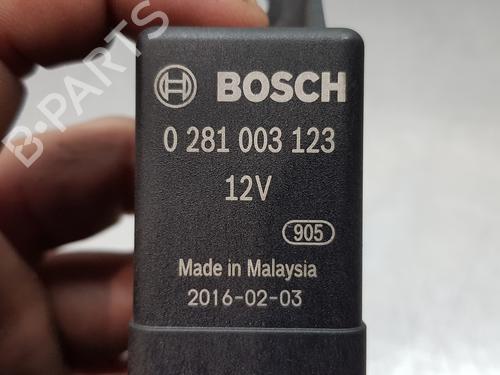 BOSCH
0 281 003 123
12V
905
Made in Malaysia
2016-02-03
B-PARTS